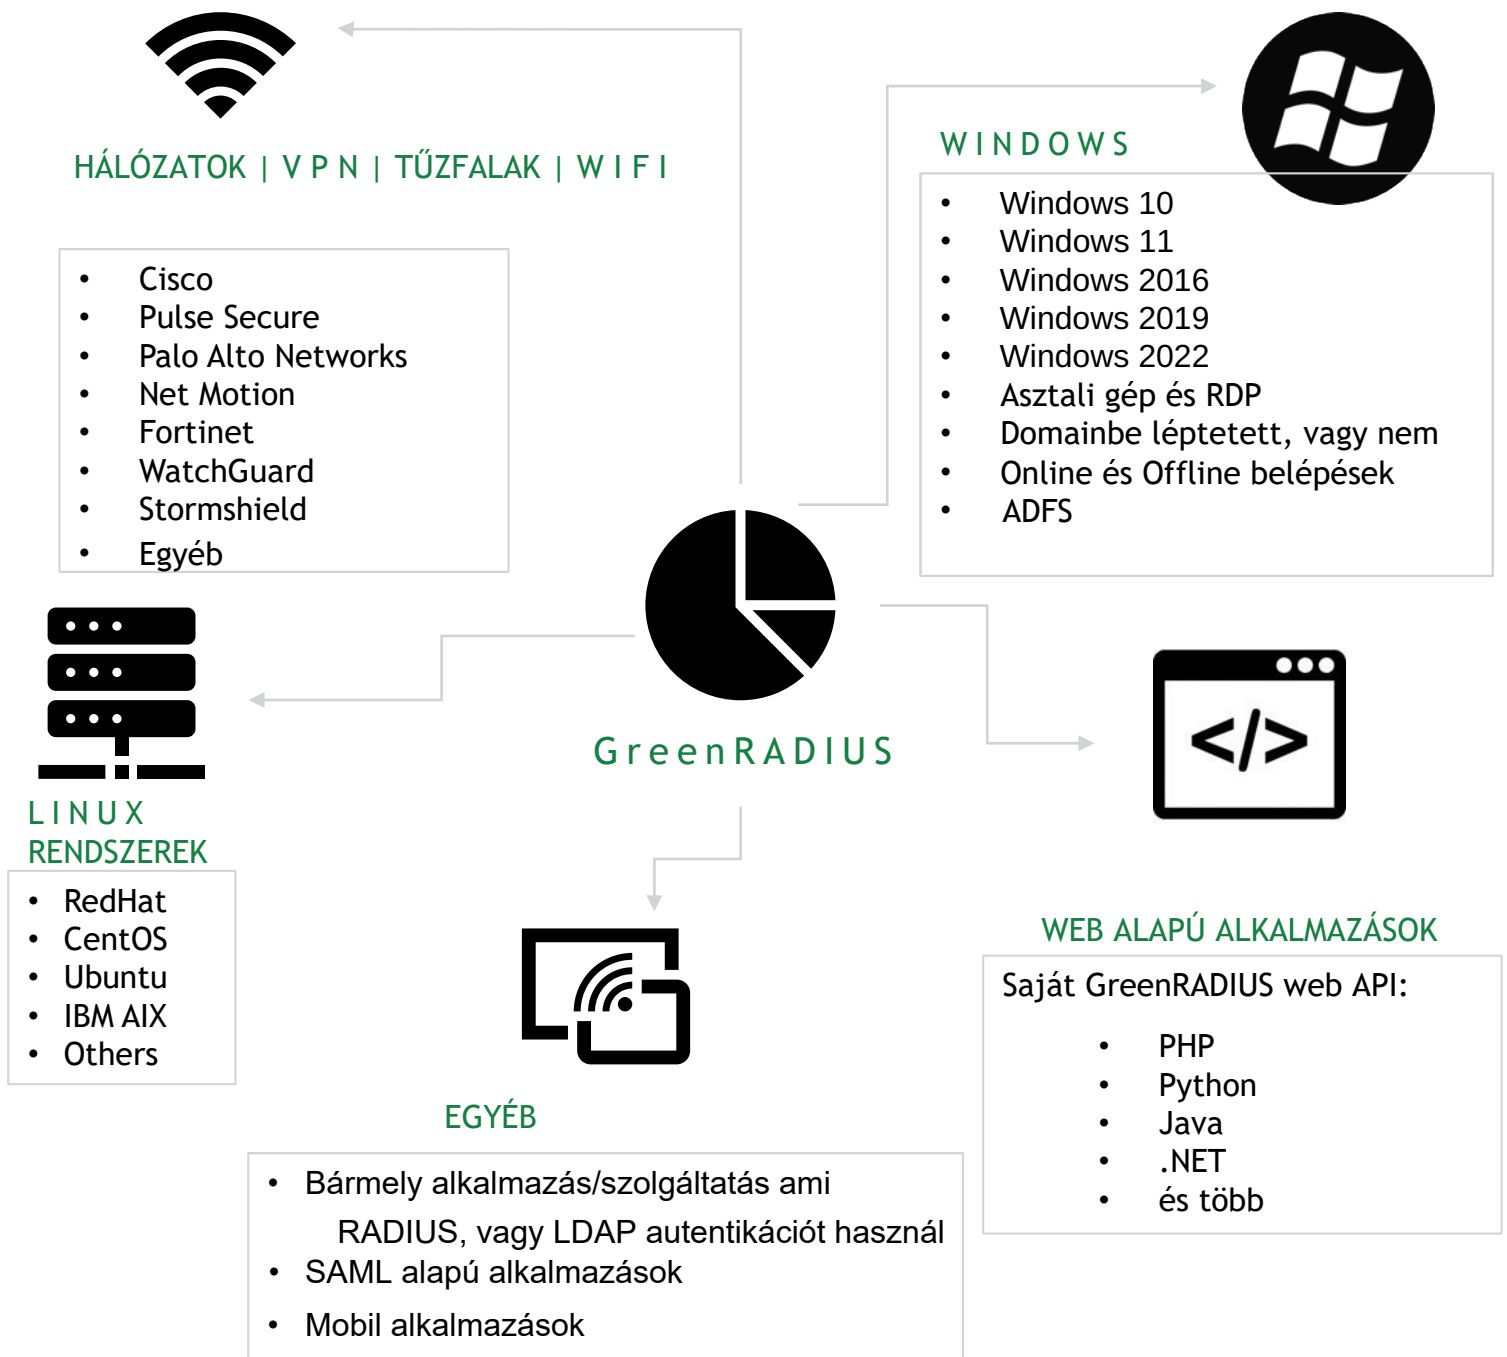 HÁLÓZATOK | V P N | TŰZFALAK | W I F I
• Cisco
• Pulse Secure
• Palo Alto Networks
• Net Motion
• Fortinet
• WatchGuard
• Stormshield
• Egyéb
WINDOWS
• Windows 10
• Windows 11
• Windows 2016
• Windows 2019
• Windows 2022
• Asztali gép és RDP
• Domainbe léptetett, vagy nem
• Online és Offline belépések
• ADFS
GreenRADIUS
LINUX
RENDSZEREK
• RedHat
• CentOS
• Ubuntu
• IBM AIX
• Others
</>
WEB ALAPÚ ALKALMAZÁSOK
Saját GreenRADIUS web API:
• PHP
• Python
• Java
• .NET
• és több
EGYÉB
• Bármely alkalmazás/szolgáltatás ami
RADIUS, vagy LDAP autentikációt használ
• SAML alapú alkalmazások
• Mobil alkalmazások